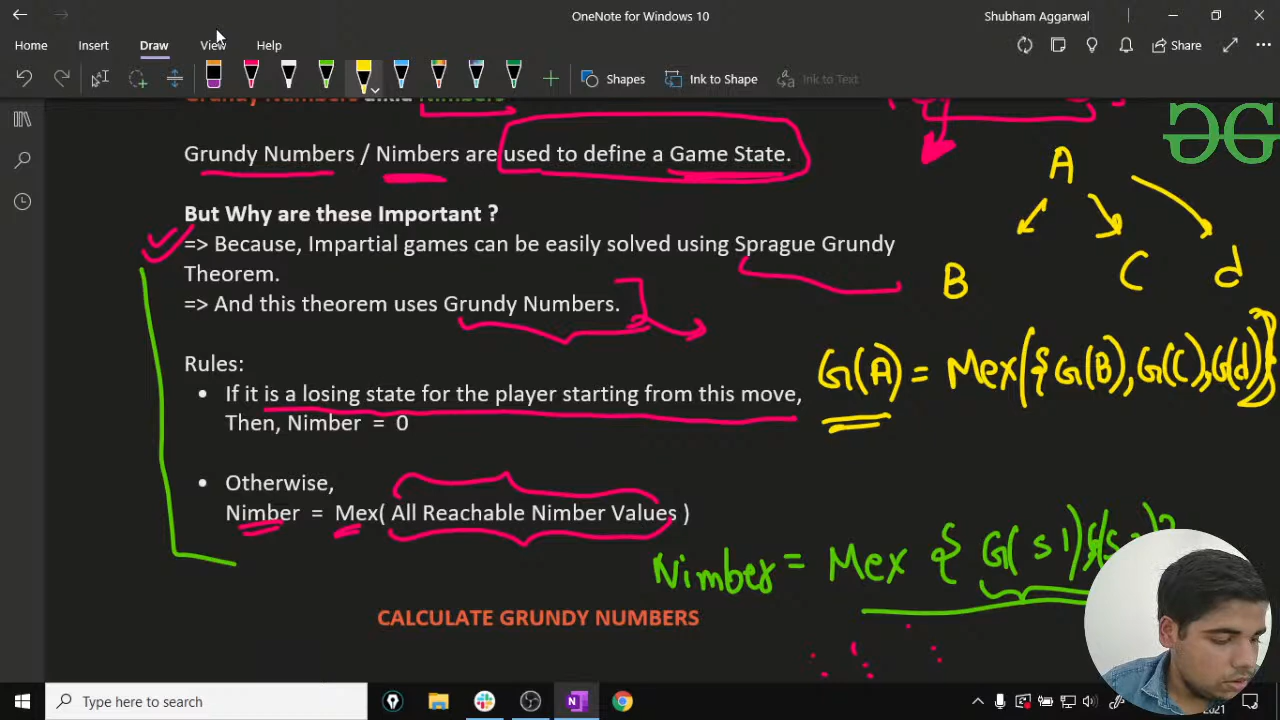 OneNote for Windows 10
Shubham Aggarwal
Home Insert Draw View Help
Share
Shapes Ink to Shape Ink to Text
Grundy Numbers / Nimbers are used to define a Game State.
But Why are these Important ?
=> Because, Impartial games can be easily solved using Sprague Grundy
Theorem.
=> And this theorem uses Grundy Numbers.
Rules:
• If it is a losing state for the player starting from this move,
Then, Nimber = 0
• Otherwise,
Nimber = Mex( All Reachable Nimber Values )
A
B C d
G(A) = Mex({G(B), G(C), G(d)})
Nimber = Mex { G(S1)
CALCULATE GRUNDY NUMBERS
Type here to search
2021